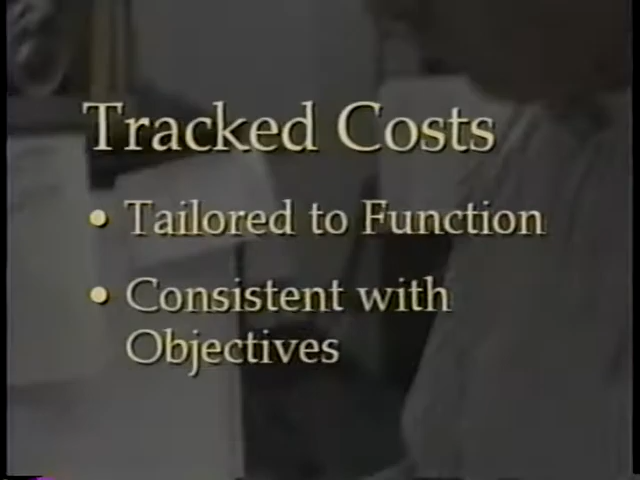 Tracked Costs
• Tailored to Function
• Consistent with
Objectives